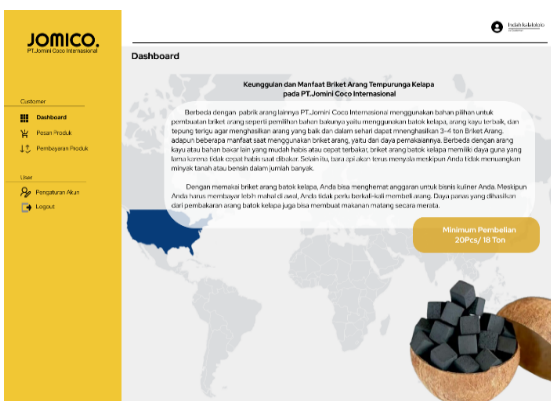 JOMICO.
PT.Jomini Coco Internasional
Dashboard
Customer
Dashboard
Pesan Produk
Pembayaran Produk
User
Pengaturan Akun
Logout
Keunggulan dan Manfaat Briket Arang Tempurunga Kelapa
pada PT.Jomini Coco Internasional
Berbeda dengan pabrik arang lainnya PT.Jomini Coco Internasional menggunakan bahan pilihan untuk
pembuatan briket arang seperti pemilihan bahan bakunya yaitu menggunakan batok kelapa, arang kayu terbaik, dan
tepung terigu agar menghasilkan arang yang baik dan dalam sehari dapat mnenghasilkan 3-4 ton Briket Arang.
adapun beberapa manfaat saat menggunakan briket arang, yaitu dari daya pemakaiannya. Berbeda dengan arang
kayu atau bahan bakar lain yang mudah habis atau cepat terbakar, briket arang batok kelapa memiliki daya guna yang
lama karena tidak cepat habis saat dibakar. Selain itu, bara api akan terus menyala meskipun Anda tidak menuangkan
minyak tanah atau bensin dalam jumlah banyak.
Dengan memakai briket arang batok kelapa, Anda bisa menghemat anggaran untuk bisnis kuliner Anda. Meskipun
Anda harus membayar lebih mahal di awal, Anda tidak perlu berkali-kali membeli arang. Daya panas yang dihasilkan
dari pembakaran arang batok kelapa juga bisa membuat makanan matang secara merata.
Minimum Pembelian
20Pcs/ 18 Ton